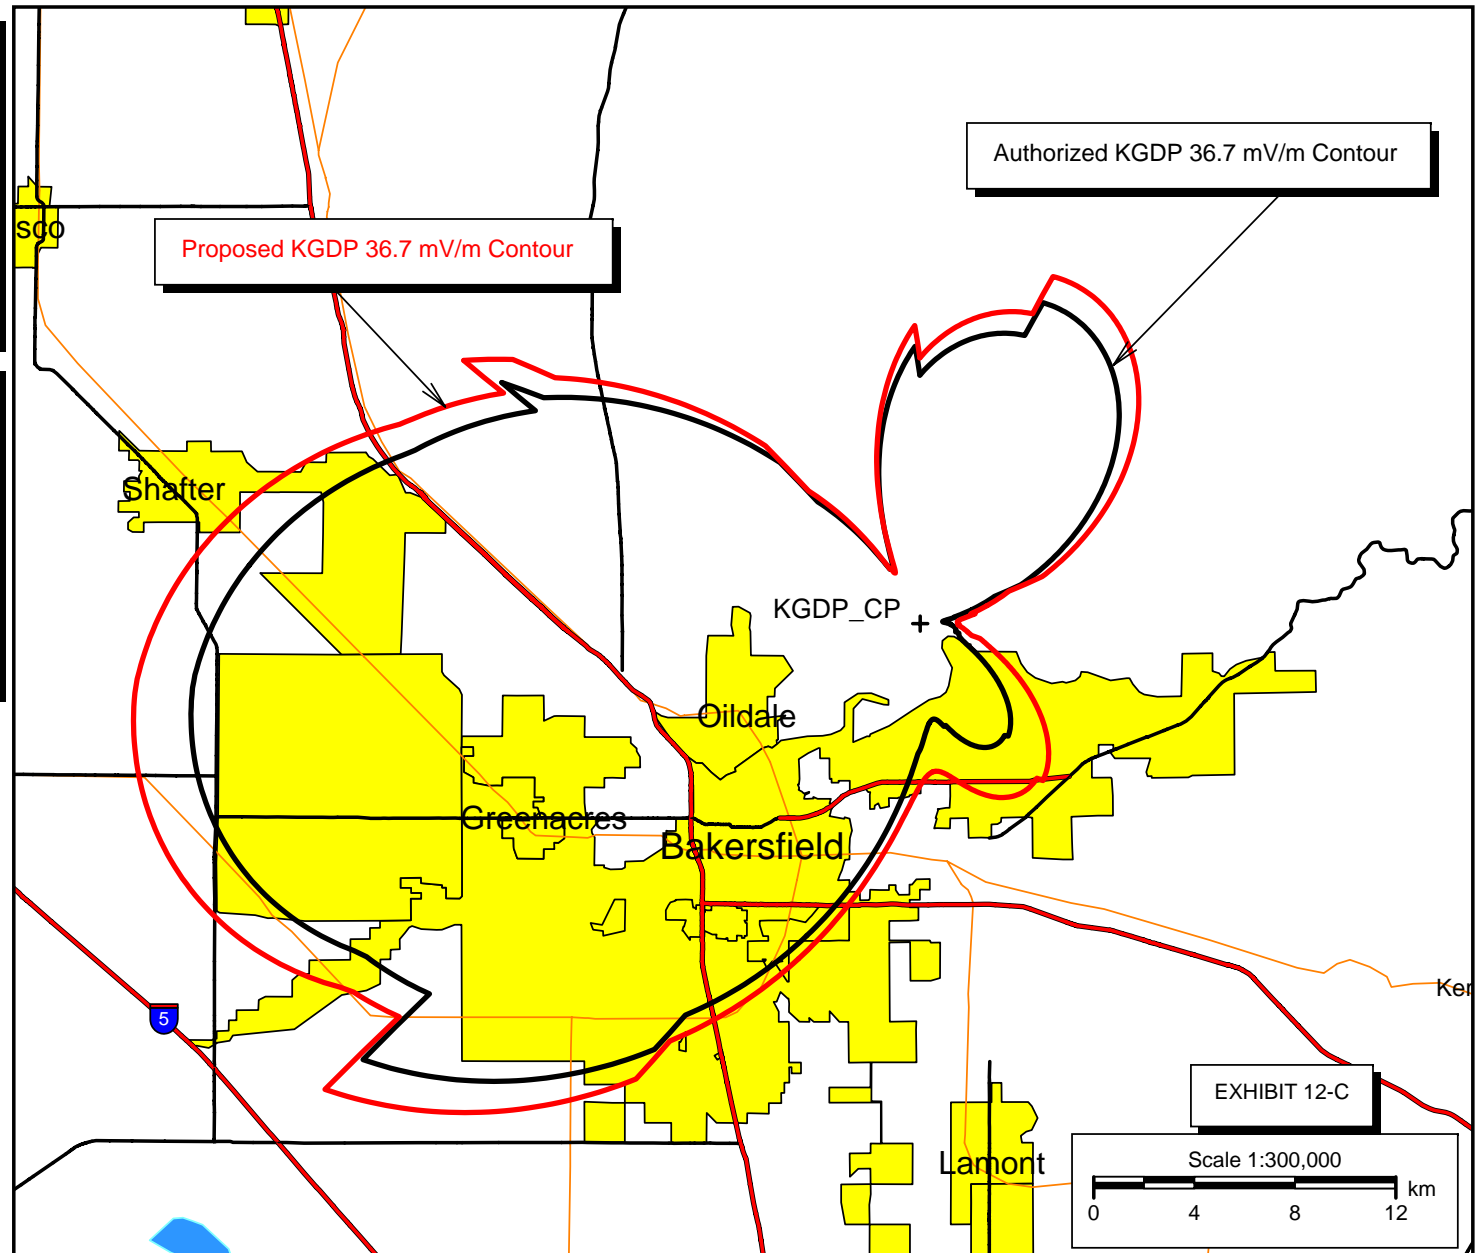 Authorized KGDP 36.7 mV/m Contour
sco
Proposed KGDP 36.7 mV/m Contour
Shafter
KGDP_CP
Oildale
Greenacres
Bakersfield
Ker
5
EXHIBIT 12-C
Lamont
Scale 1:300,000
km
0 4 8 12